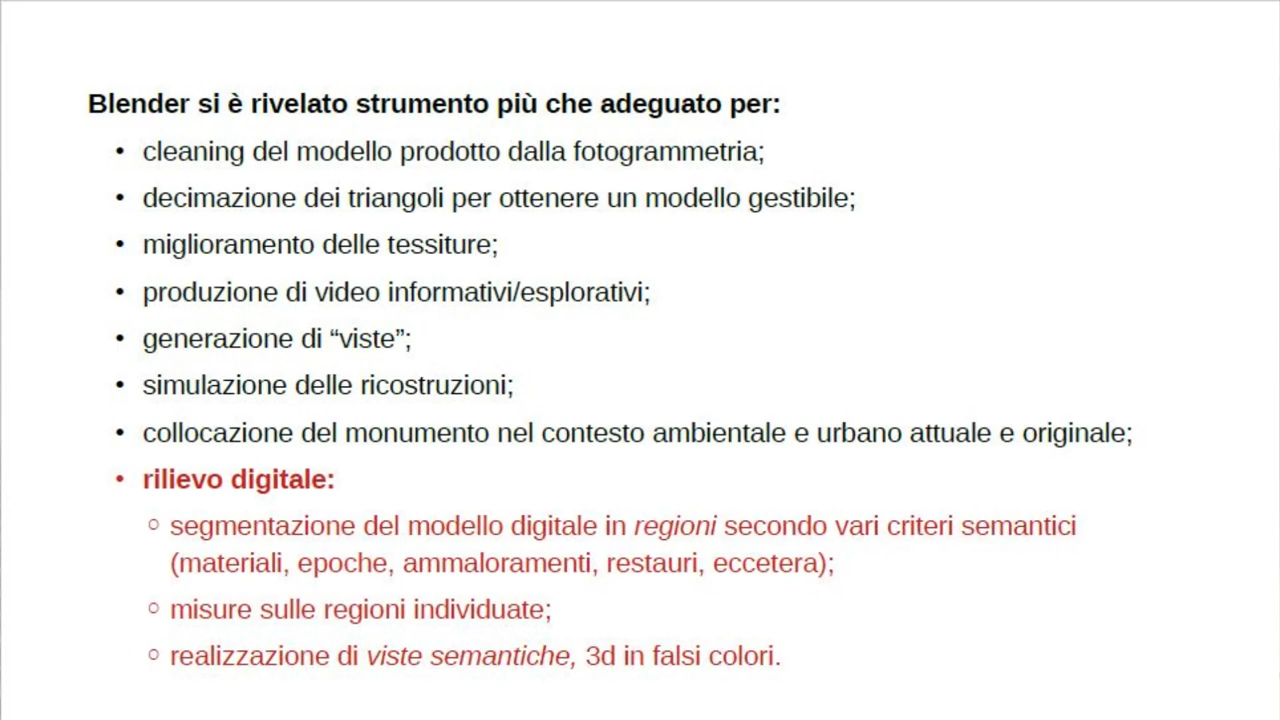 Blender si è rivelato strumento più che adeguato per:
• cleaning del modello prodotto dalla fotogrammetria;
• decimazione dei triangoli per ottenere un modello gestibile;
• miglioramento delle tessiture;
• produzione di video informativi/esplorativi;
• generazione di “viste”;
• simulazione delle ricostruzioni;
• collocazione del monumento nel contesto ambientale e urbano attuale e originale;
• rilievo digitale:
○ segmentazione del modello digitale in regioni secondo vari criteri semantici
(materiali, epoche, ammaloramenti, restauri, eccetera);
○ misure sulle regioni individuate;
○ realizzazione di viste semantiche, 3d in falsi colori.